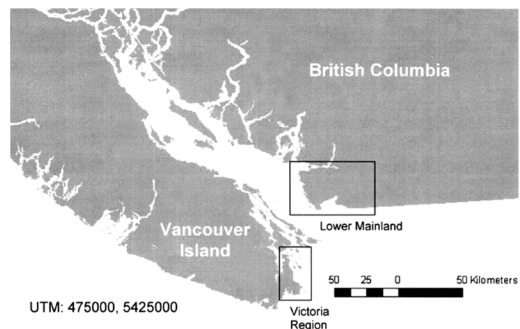 British Columbia
Vancouver
Island
Lower Mainland
50 25 0 50 Kilometers
UTM: 475000, 5425000
Victoria
Region